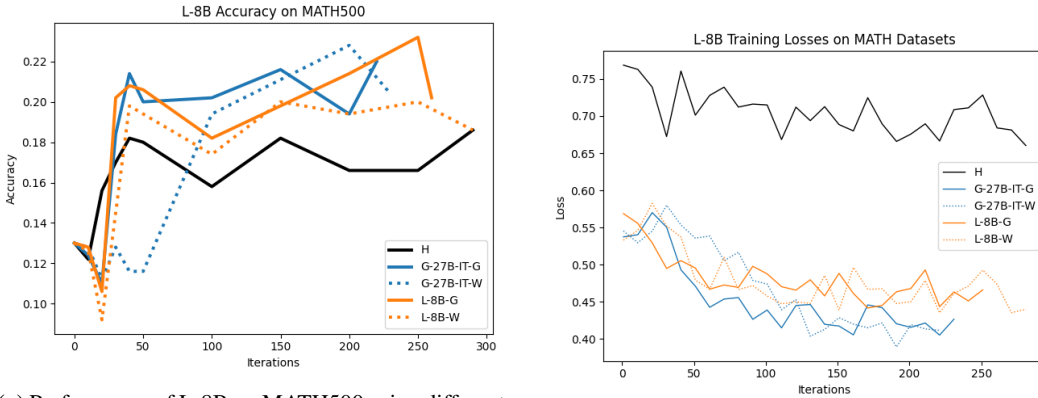 L-8B Accuracy on MATH500
Accuracy
0.22
0.20
0.18
0.16
0.14
0.12
0.10
0
50
100
150
200
250
300
Iterations
H
G-27B-IT-G
G-27B-IT-W
L-8B-G
L-8B-W
L-8B Training Losses on MATH Datasets
Loss
0.75
0.70
0.65
0.60
0.55
0.50
0.45
0.40
0
50
100
150
200
250
Iterations
H
G-27B-IT-G
G-27B-IT-W
L-8B-G
L-8B-W